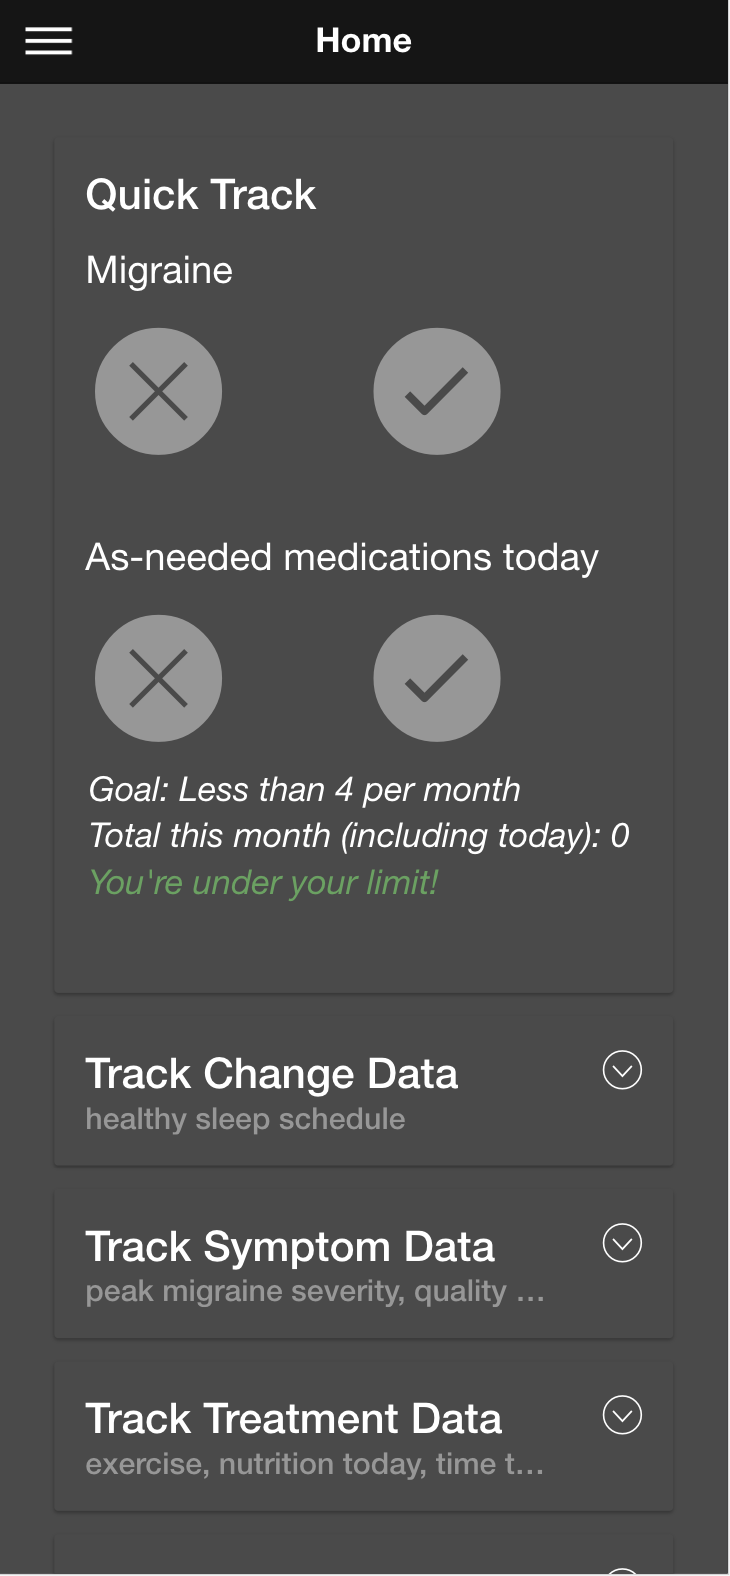 Home
Quick Track
Migraine
As-needed medications today
Goal: Less than 4 per month
Total this month (including today): 0
You're under your limit!
Track Change Data
healthy sleep schedule
Track Symptom Data
peak migraine severity, quality ...
Track Treatment Data
exercise, nutrition today, time t...